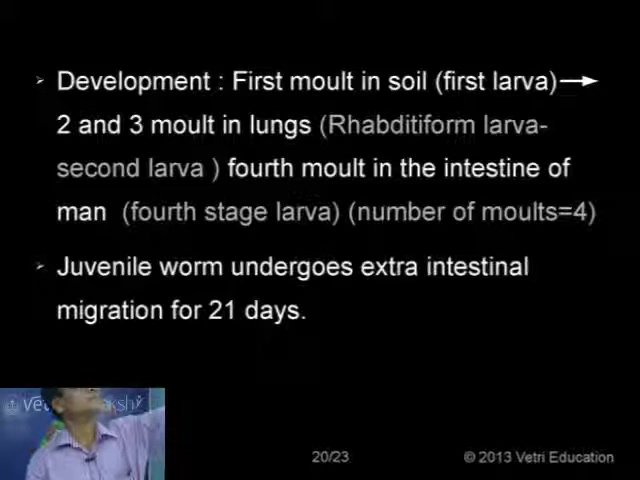 Development : First moult in soil (first larva)
2 and 3 moult in lungs (Rhabditiform larva-
second larva ) fourth moult in the intestine of
man (fourth stage larva) (number of moults=4)
Juvenile worm undergoes extra intestinal
migration for 21 days.
20/23
© 2013 Vetri Education